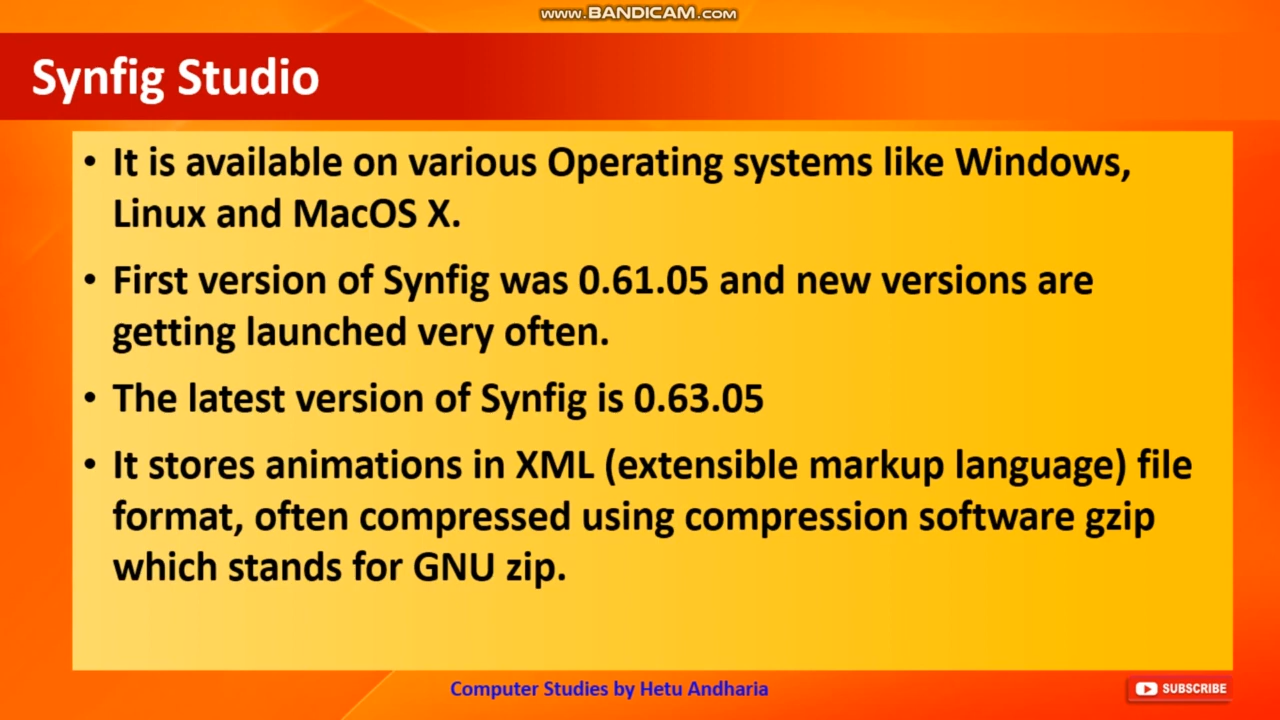 www.BANDICAM.com
Synfig Studio
• It is available on various Operating systems like Windows,
Linux and MacOS X.
• First version of Synfig was 0.61.05 and new versions are
getting launched very often.
• The latest version of Synfig is 0.63.05
• It stores animations in XML (extensible markup language) file
format, often compressed using compression software gzip
which stands for GNU zip.
Computer Studies by Hetu Andharia
SUBSCRIBE